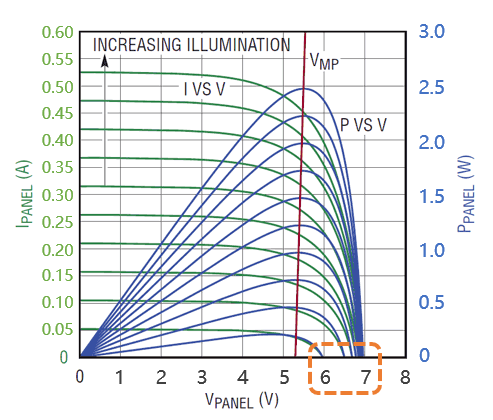 0.60
0.55
0.50
0.45
0.40
0.35
0.30
0.25
0.20
0.15
0.10
0.05
0
IPANEL (A)
INCREASING ILLUMINATION
I VS V
VMP
P VS V
3.0
2.5
2.0
1.5
1.0
0.5
0
PPANEL (W)
0 1 2 3 4 5 6 7 8
VPANEL (V)